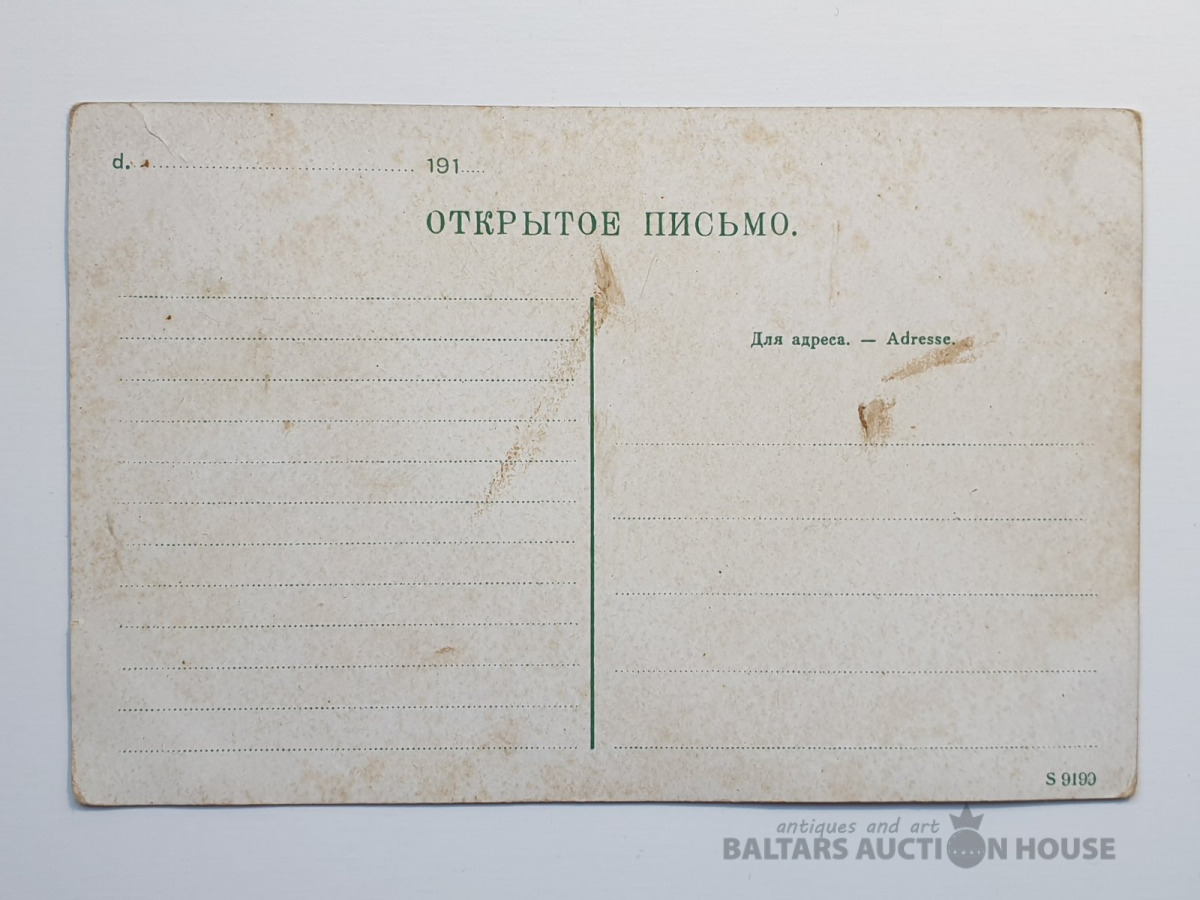 d. 191
ОТКРЫТОЕ ПИСЬМО.
Для адреса. — Adresse.
S 9190
antiques and art
BALTARS AUCTION HOUSE